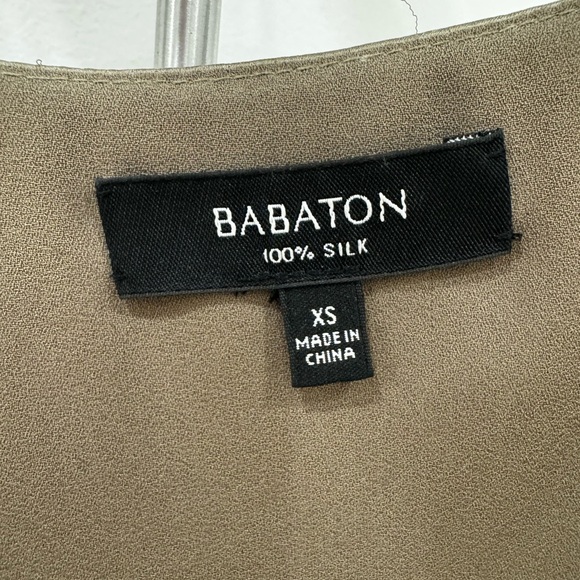 BABATON
100% SILK
XS
MADE IN
CHINA